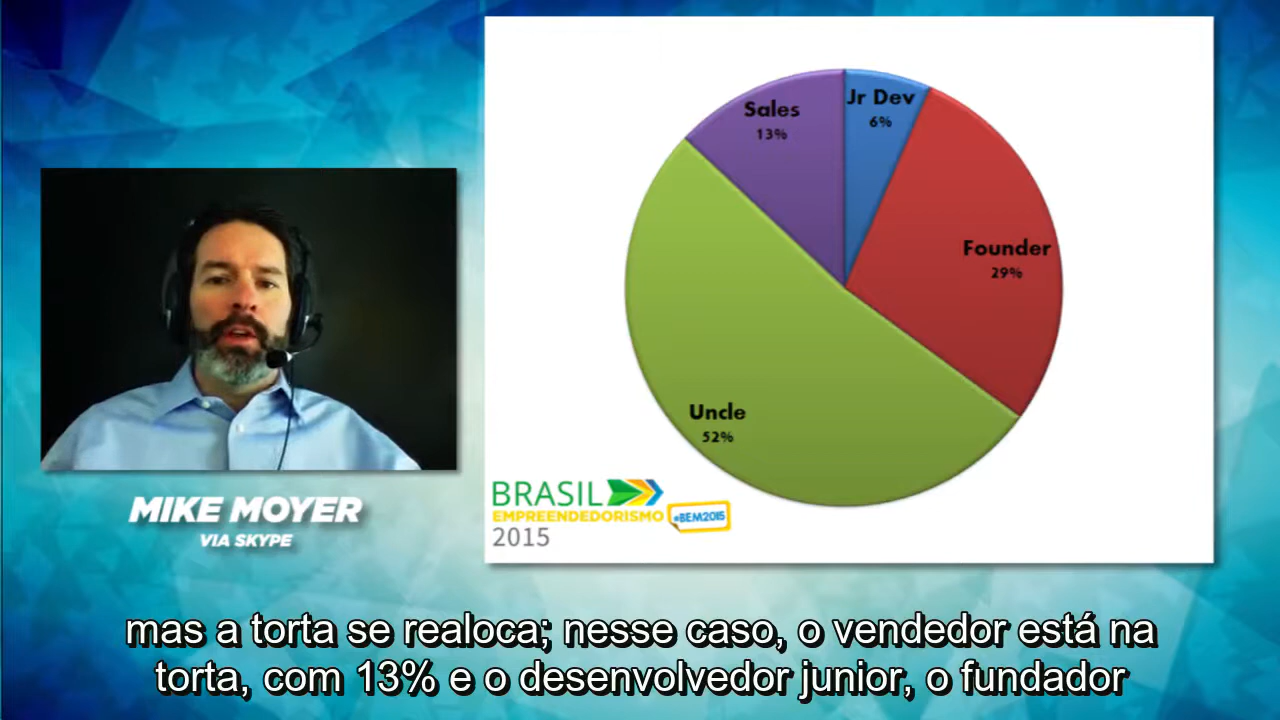 Sales
13%
Jr Dev
6%
Founder
29%
Uncle
52%
BRASIL
EMPREENDEDORISMO
#BEM2015
2015
MIKE MOYER
VIA SKYPE
mas a torta se realoca; nesse caso, o vendedor está na
torta, com 13% e o desenvolvedor junior, o fundador